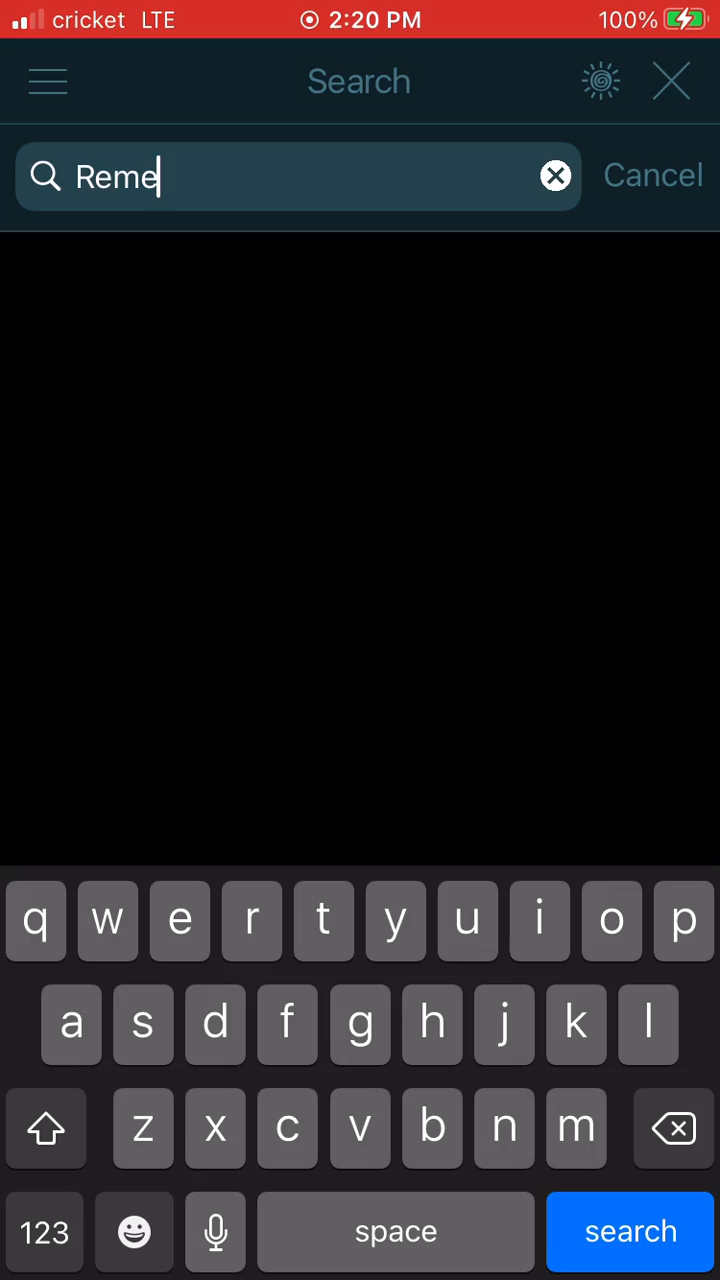 cricket LTE 2:20 PM 100%
Search
Reme Cancel
q w e r t y u i o p
a s d f g h j k l
z x c v b n m
123 space search